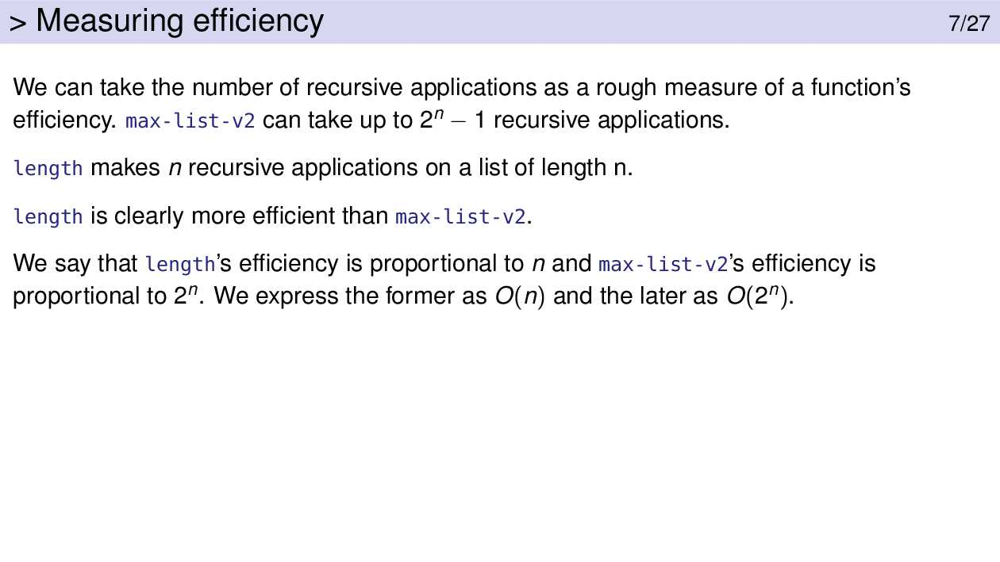 > Measuring efficiency 7/27
We can take the number of recursive applications as a rough measure of a function’s
efficiency. max-list-v2 can take up to 2ⁿ − 1 recursive applications.
length makes n recursive applications on a list of length n.
length is clearly more efficient than max-list-v2.
We say that length’s efficiency is proportional to n and max-list-v2’s efficiency is
proportional to 2ⁿ. We express the former as O(n) and the later as O(2ⁿ).